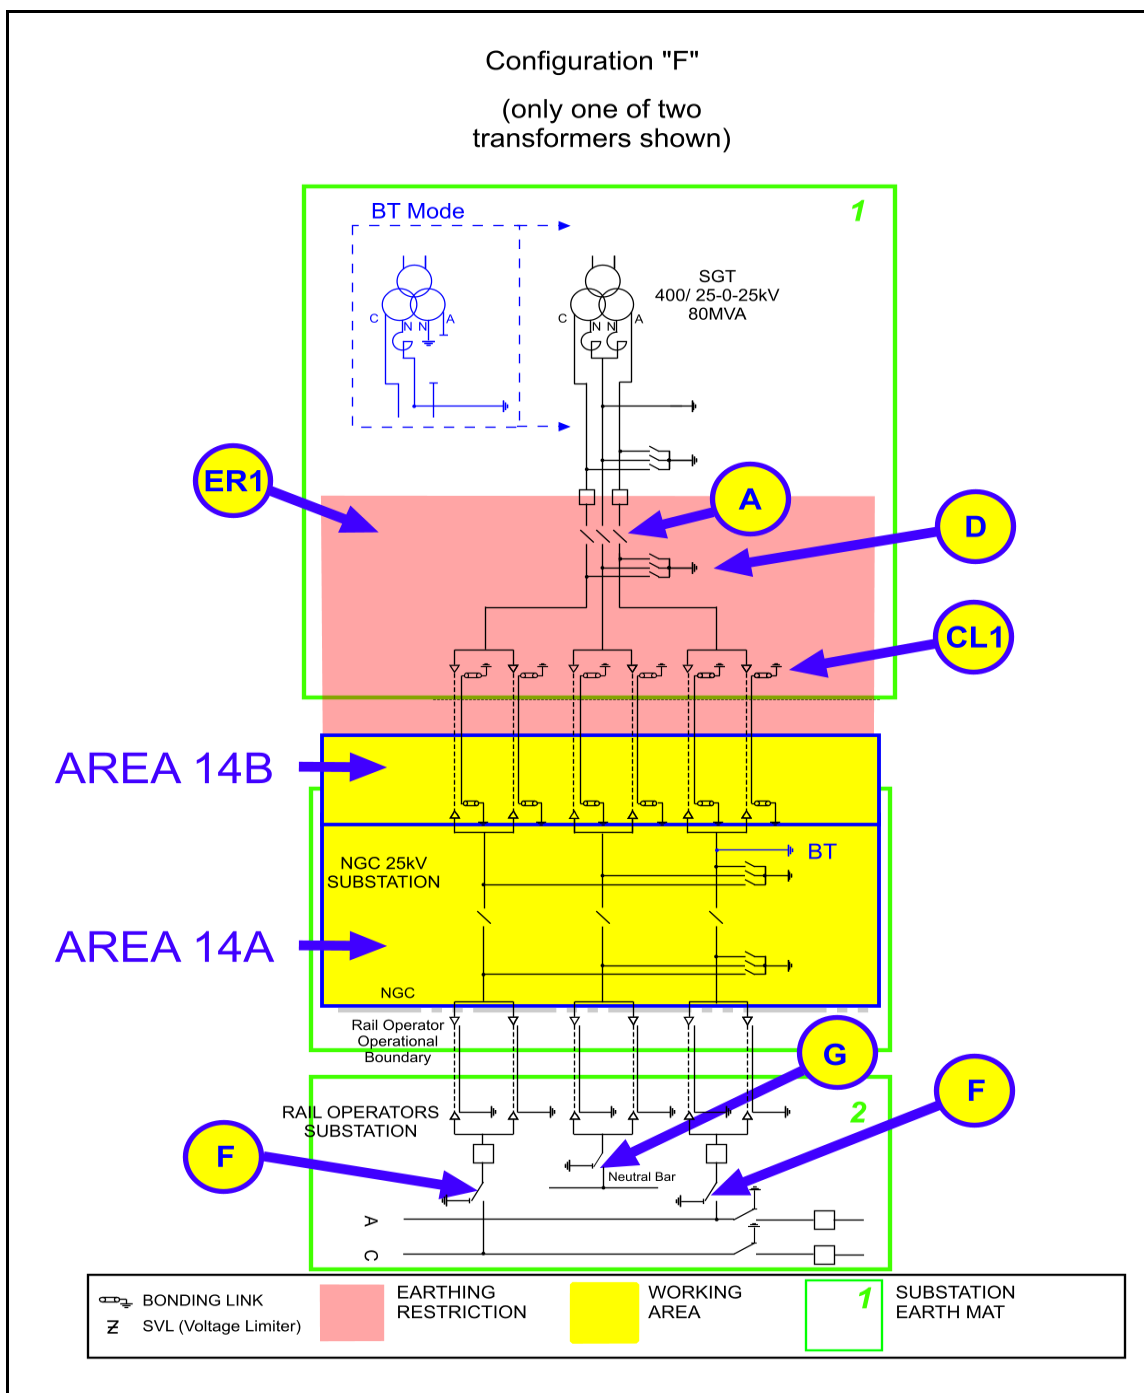 Configuration "F"
(only one of two
transformers shown)
1
BT Mode
SGT
400/ 25-0-25kV
80MVA
C
N N
A
C
N N
A
ER1
A
D
CL1
AREA 14B
NGC 25kV
SUBSTATION
BT
AREA 14A
NGC
Rail Operator
Operational
Boundary
G
F
RAIL OPERATORS
SUBSTATION
2
F
Neutral Bar
A
C
BONDING LINK
SVL (Voltage Limiter)
EARTHING
RESTRICTION
WORKING
AREA
1
SUBSTATION
EARTH MAT